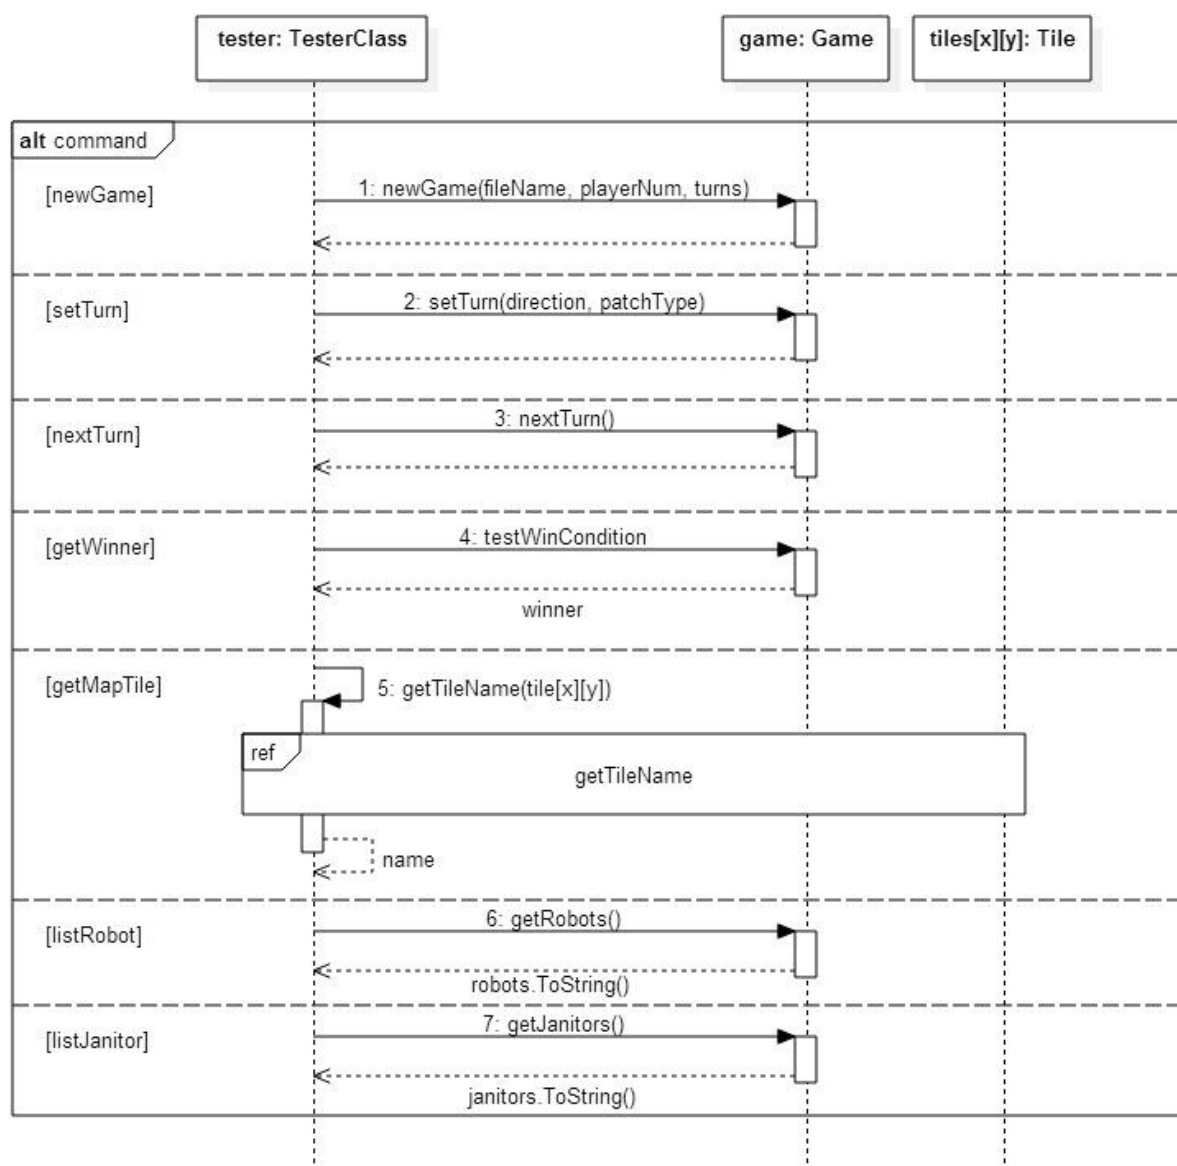 tester: TesterClass
game: Game
tiles[x][y]: Tile
alt command
[newGame]
1: newGame(fileName, playerNum, turns)
[setTurn]
2: setTurn(direction, patchType)
[nextTurn]
3: nextTurn()
[getWinner]
4: testWinCondition
winner
[getMapTile]
5: getTileName(tile[x][y])
ref
getTileName
name
[listRobot]
6: getRobots()
robots.ToString()
[listJanitor]
7: getJanitors()
janitors.ToString()